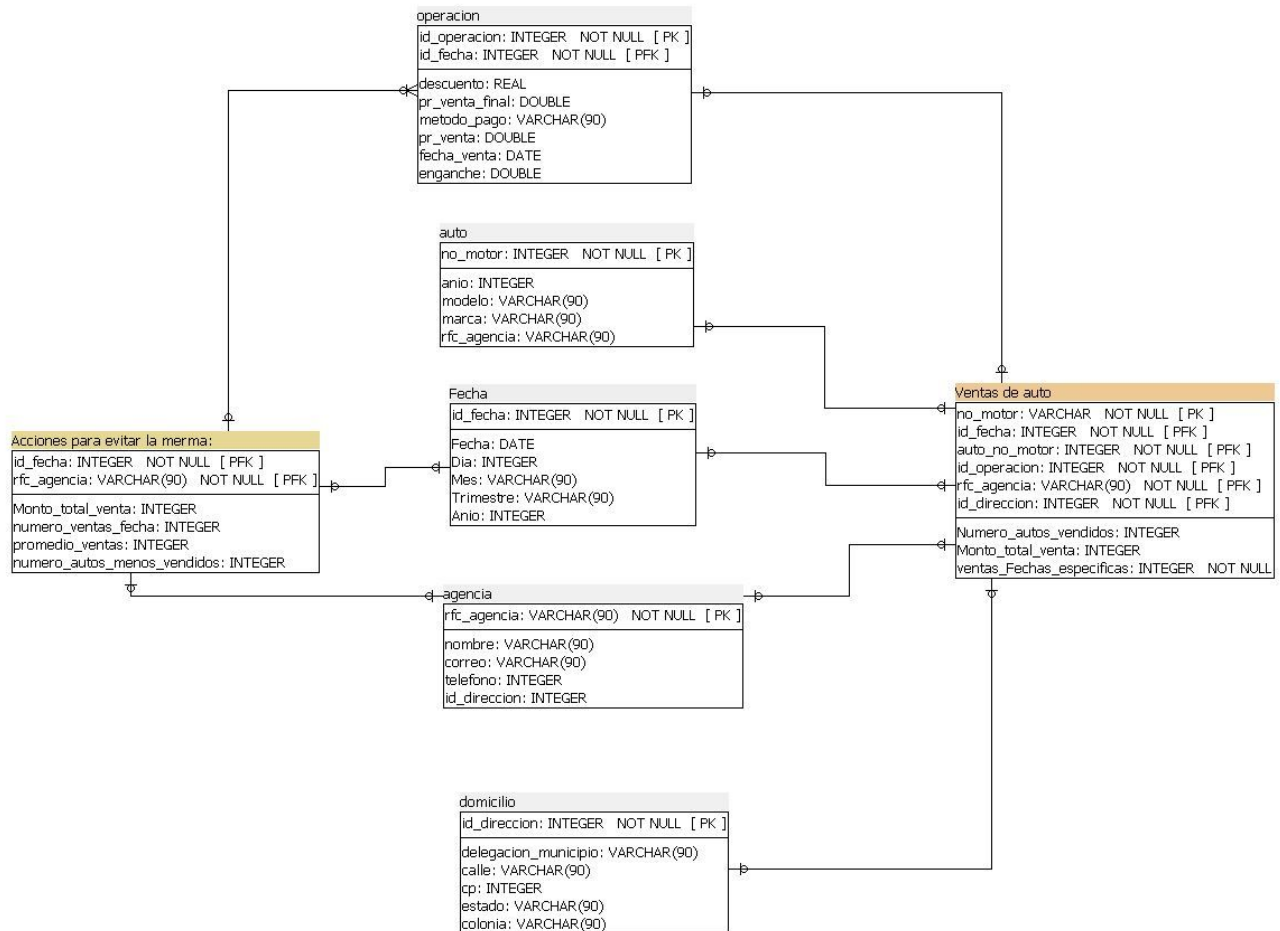 operacion
id_operacion: INTEGER NOT NULL [ PK ]
id_fecha: INTEGER NOT NULL [ PFK ]
descuento: REAL
pr_venta_final: DOUBLE
metodo_pago: VARCHAR(90)
pr_venta: DOUBLE
fecha_venta: DATE
enganche: DOUBLE
auto
no_motor: INTEGER NOT NULL [ PK ]
anio: INTEGER
modelo: VARCHAR(90)
marca: VARCHAR(90)
rfc_agencia: VARCHAR(90)
Fecha
id_fecha: INTEGER NOT NULL [ PK ]
Fecha: DATE
Dia: INTEGER
Mes: VARCHAR(90)
Trimestre: VARCHAR(90)
Anio: INTEGER
Ventas de auto
no_motor: VARCHAR NOT NULL [ PK ]
id_fecha: INTEGER NOT NULL [ PFK ]
auto_no_motor: INTEGER NOT NULL [ PFK ]
id_operacion: INTEGER NOT NULL [ PFK ]
rfc_agencia: VARCHAR(90) NOT NULL [ PFK ]
id_direccion: INTEGER NOT NULL [ PFK ]
Numero_autos_vendidos: INTEGER
Monto_total_venta: INTEGER
ventas_Fechas_especificas: INTEGER NOT NULL
Acciones para evitar la merma:
id_fecha: INTEGER NOT NULL [ PFK ]
rfc_agencia: VARCHAR(90) NOT NULL [ PFK ]
Monto_total_venta: INTEGER
numero_ventas_fecha: INTEGER
promedio_ventas: INTEGER
numero_autos_menos_vendidos: INTEGER
agencia
rfc_agencia: VARCHAR(90) NOT NULL [ PK ]
nombre: VARCHAR(90)
correo: VARCHAR(90)
telefono: INTEGER
id_direccion: INTEGER
domicilio
id_direccion: INTEGER NOT NULL [ PK ]
delegacion_municipio: VARCHAR(90)
calle: VARCHAR(90)
cp: INTEGER
estado: VARCHAR(90)
colonia: VARCHAR(90)